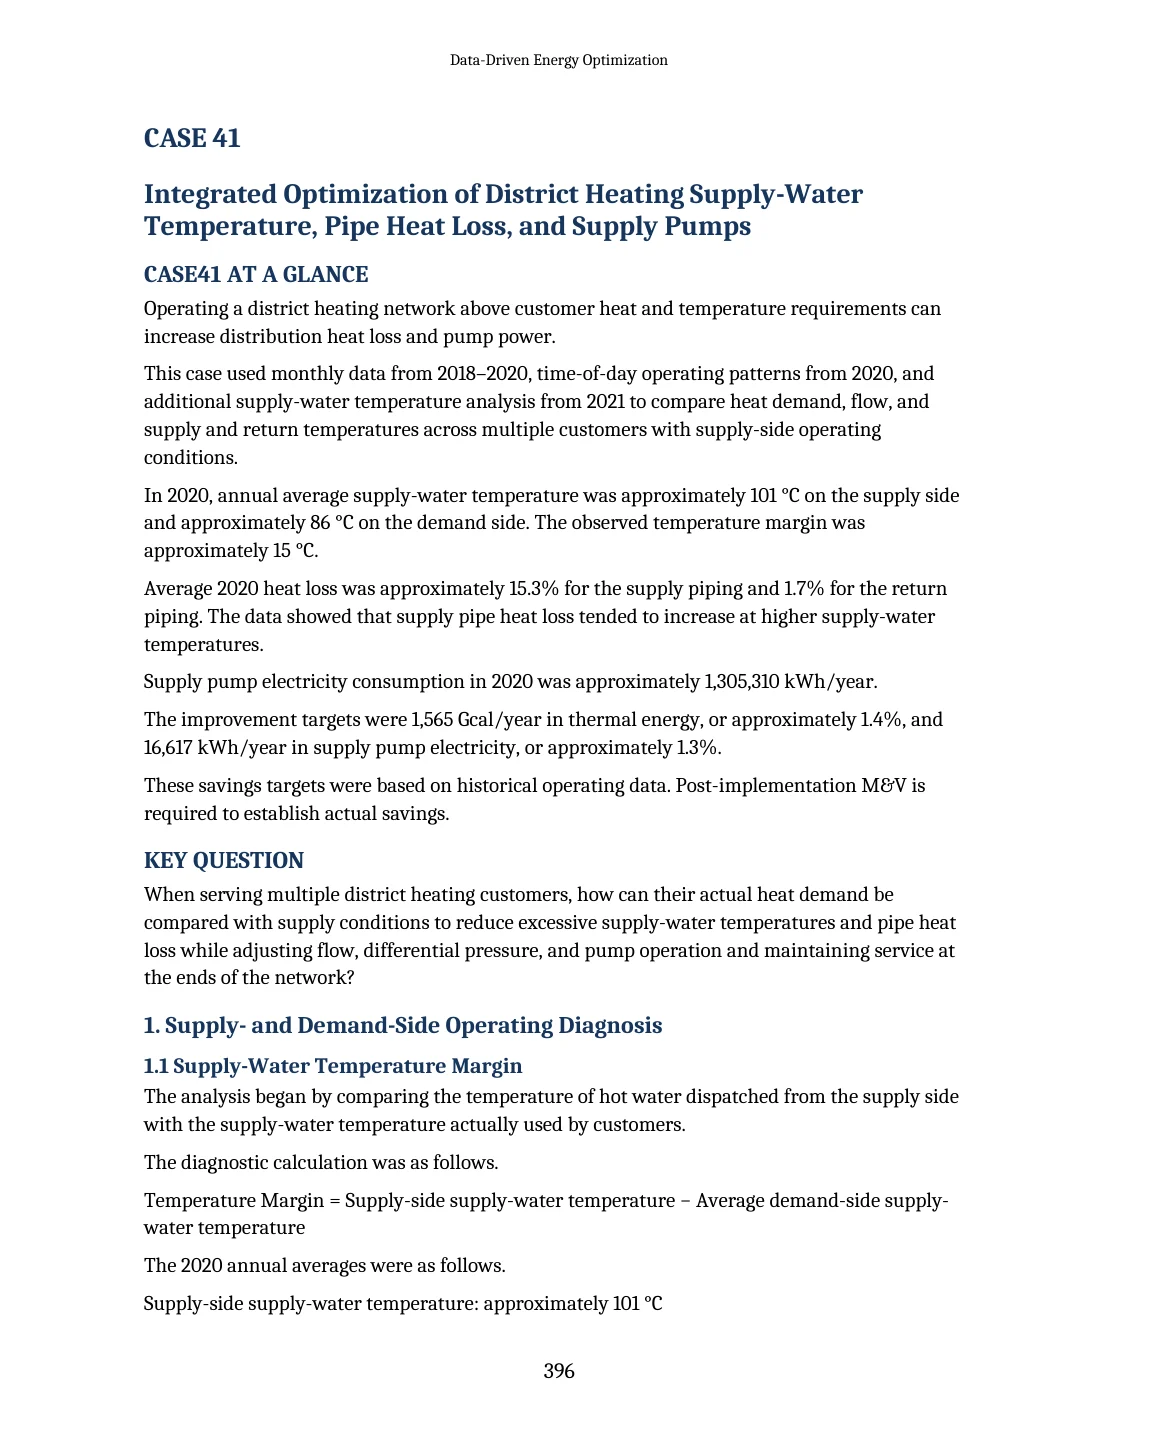 Data-Driven Energy Optimization
CASE 41
Integrated Optimization of District Heating Supply-Water
Temperature, Pipe Heat Loss, and Supply Pumps
CASE41 AT A GLANCE
Operating a district heating network above customer heat and temperature requirements can
increase distribution heat loss and pump power.
This case used monthly data from 2018–2020, time-of-day operating patterns from 2020, and
additional supply-water temperature analysis from 2021 to compare heat demand, flow, and
supply and return temperatures across multiple customers with supply-side operating
conditions.
In 2020, annual average supply-water temperature was approximately 101 °C on the supply side
and approximately 86 °C on the demand side. The observed temperature margin was
approximately 15 °C.
Average 2020 heat loss was approximately 15.3% for the supply piping and 1.7% for the return
piping. The data showed that supply pipe heat loss tended to increase at higher supply-water
temperatures.
Supply pump electricity consumption in 2020 was approximately 1,305,310 kWh/year.
The improvement targets were 1,565 Gcal/year in thermal energy, or approximately 1.4%, and
16,617 kWh/year in supply pump electricity, or approximately 1.3%.
These savings targets were based on historical operating data. Post-implementation M&V is
required to establish actual savings.
KEY QUESTION
When serving multiple district heating customers, how can their actual heat demand be
compared with supply conditions to reduce excessive supply-water temperatures and pipe heat
loss while adjusting flow, differential pressure, and pump operation and maintaining service at
the ends of the network?
1. Supply- and Demand-Side Operating Diagnosis
1.1 Supply-Water Temperature Margin
The analysis began by comparing the temperature of hot water dispatched from the supply side
with the supply-water temperature actually used by customers.
The diagnostic calculation was as follows.
Temperature Margin = Supply-side supply-water temperature − Average demand-side supply-
water temperature
The 2020 annual averages were as follows.
Supply-side supply-water temperature: approximately 101 °C
396